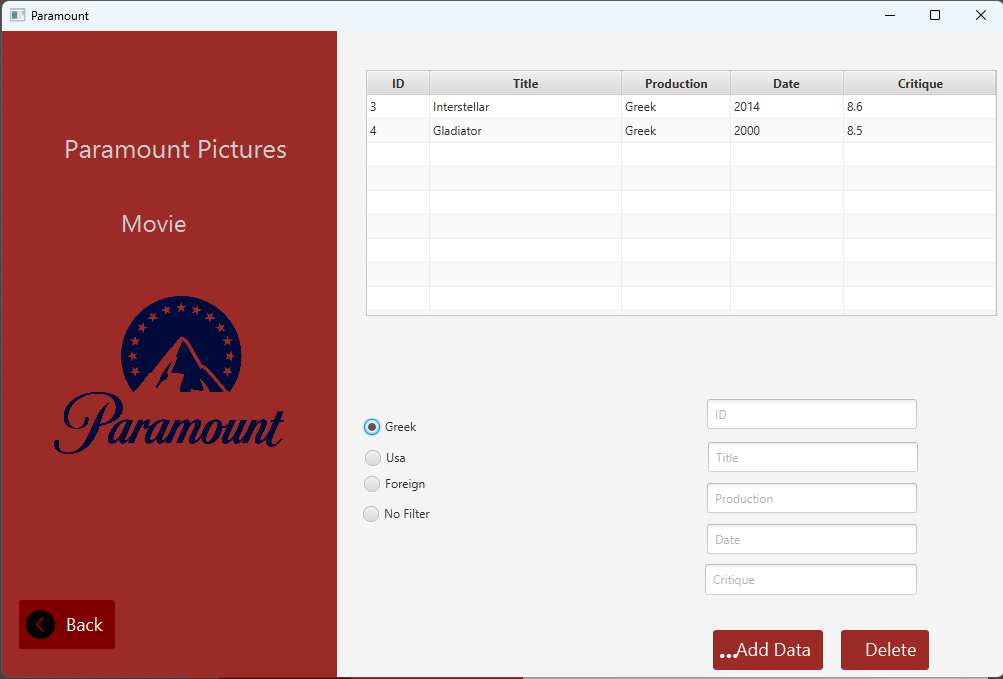 Paramount
Paramount Pictures
Movie
Paramount
Back
ID Title Production Date Critique
3 Interstellar Greek 2014 8.6
4 Gladiator Greek 2000 8.5
Greek
Usa
Foreign
No Filter
ID
Title
Production
Date
Critique
...Add Data Delete